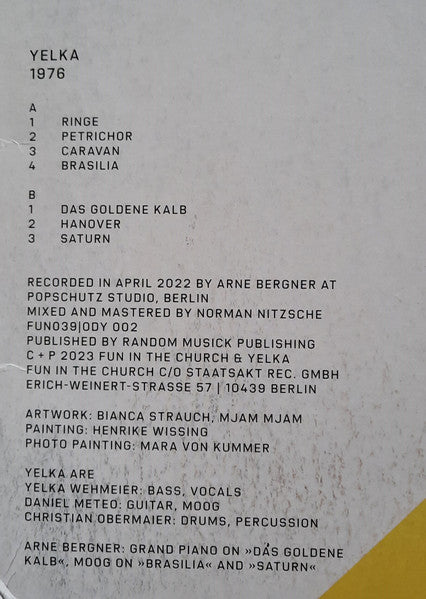 YELKA
1976
A
1 RINGE
2 PETRICHOR
3 CARAVAN
4 BRASILIA
B
1 DAS GOLDENE KALB
2 HANOVER
3 SATURN
RECORDED IN APRIL 2022 BY ARNE BERGNER AT
POPSCHUTZ STUDIO, BERLIN
MIXED AND MASTERED BY NORMAN NITZSCHE
FUN039|ODY 002
PUBLISHED BY RANDOM MUSICK PUBLISHING
C + P 2023 FUN IN THE CHURCH & YELKA
FUN IN THE CHURCH C/O STAATSAKT REC. GMBH
ERICH-WEINERT-STRASSE 57 | 10439 BERLIN
ARTWORK: BIANCA STRAUCH, MJAM MJAM
PAINTING: HENRIKE WISSING
PHOTO PAINTING: MARA VON KUMMER
YELKA ARE
YELKA WEHMEIER: BASS, VOCALS
DANIEL METEO: GUITAR, MOOG
CHRISTIAN OBERMAIER: DRUMS, PERCUSSION
ARNE BERGNER: GRAND PIANO ON »DAS GOLDENE
KALB«, MOOG ON »BRASILIA« AND »SATURN«